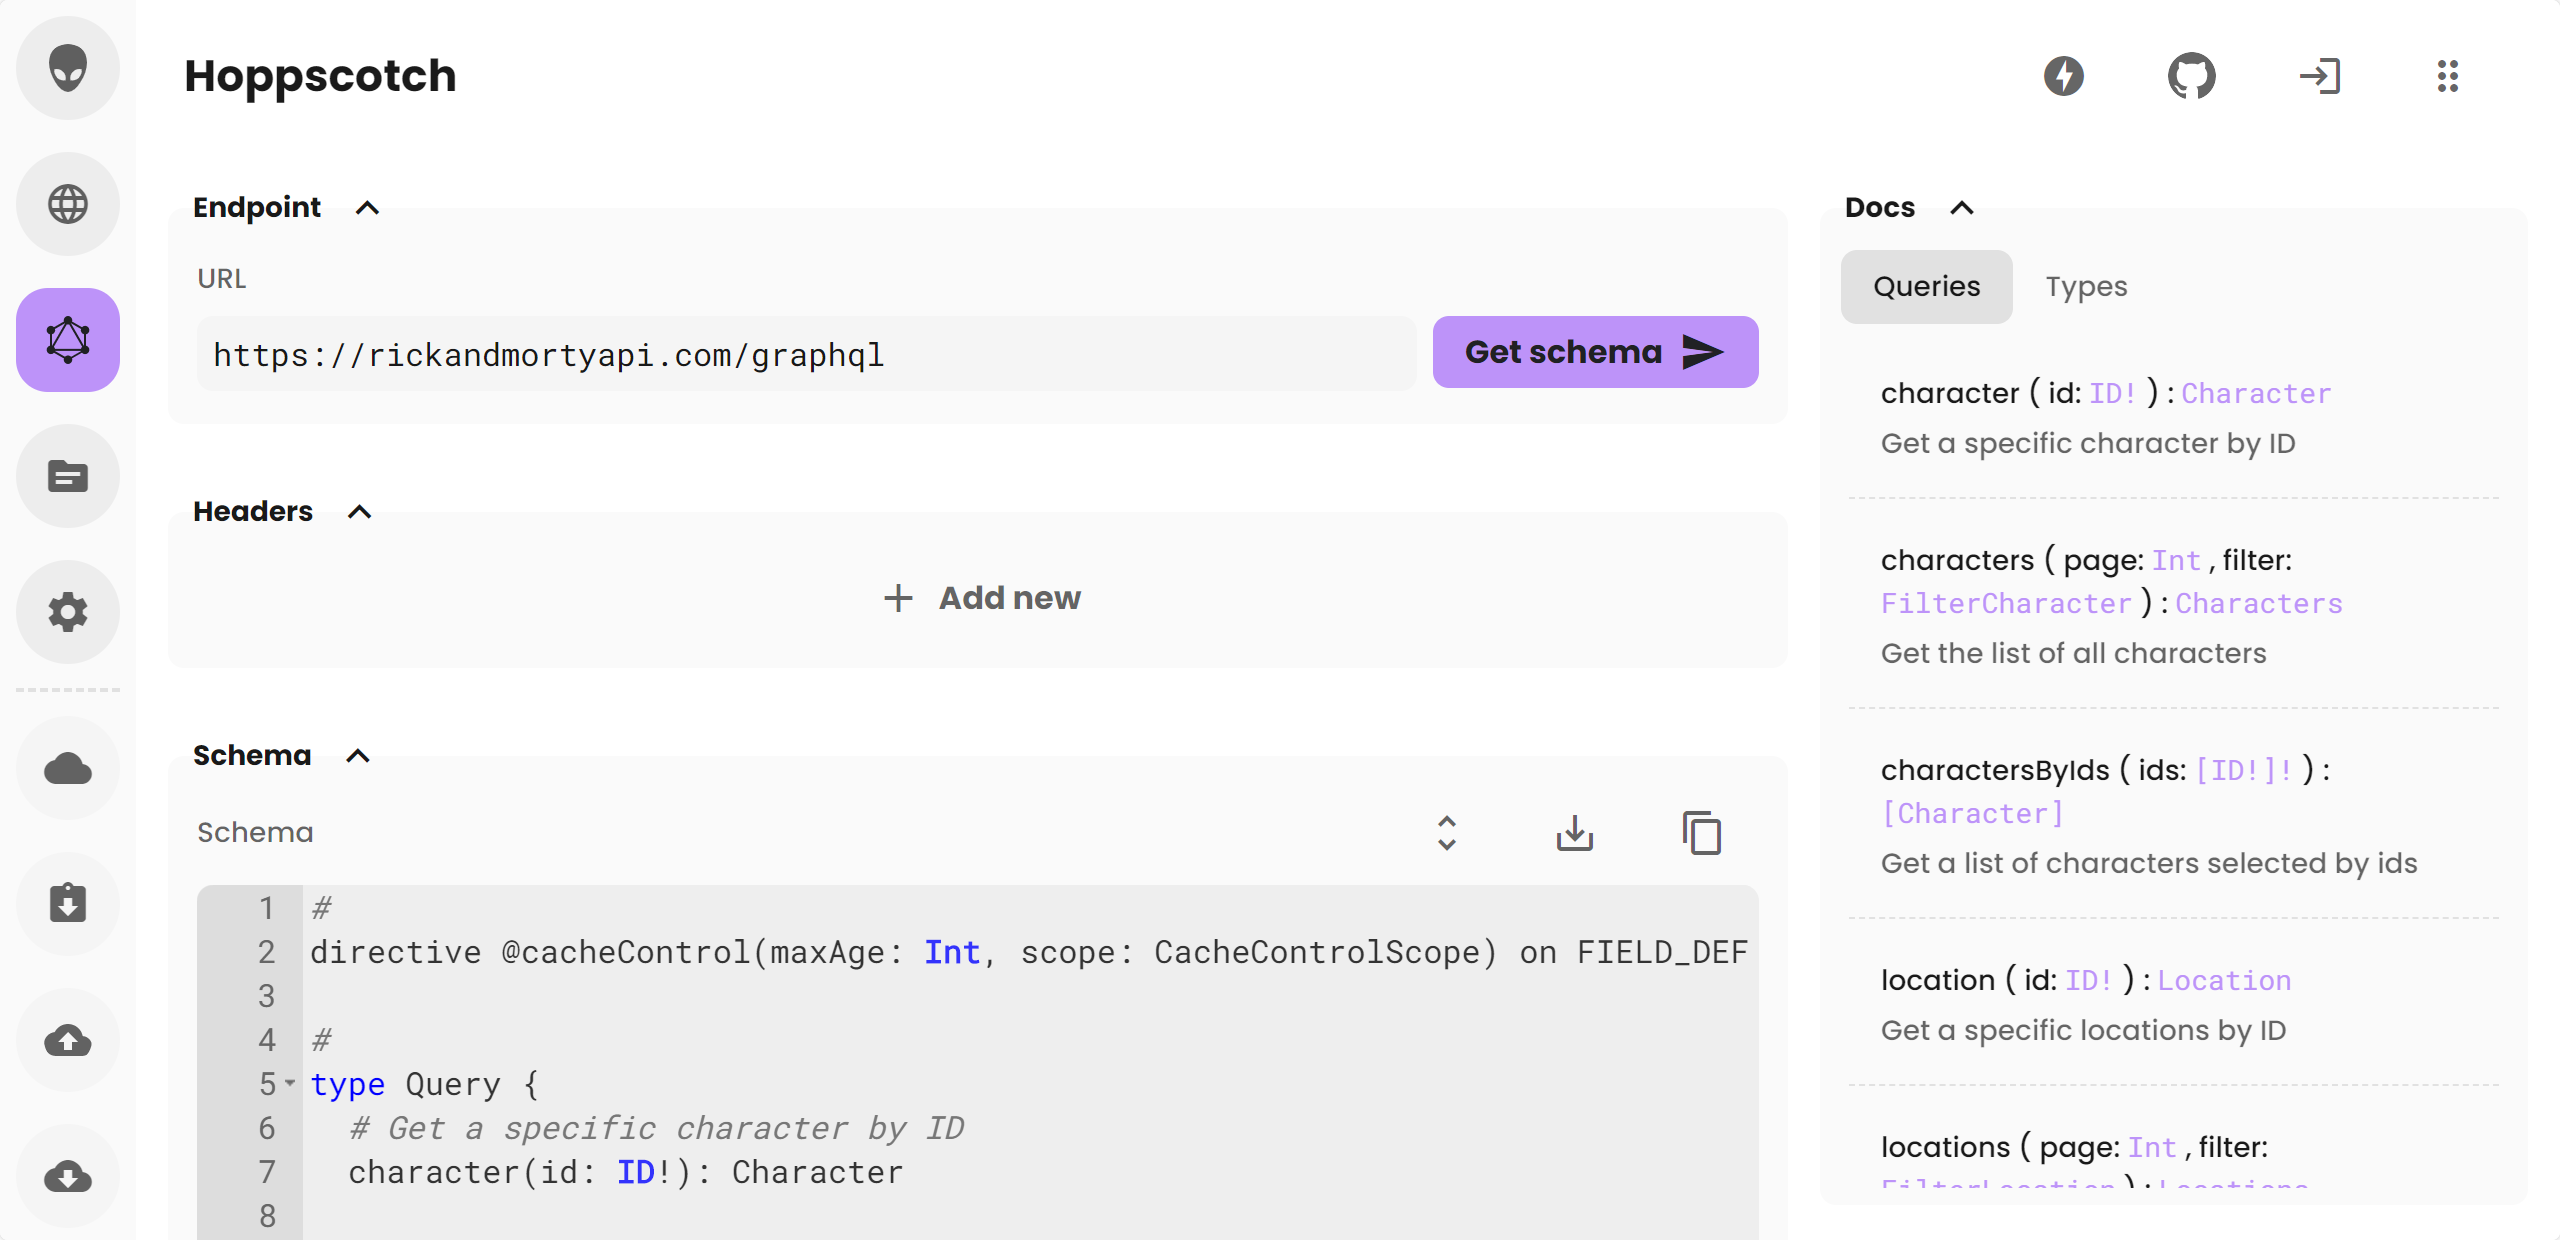 Hoppscotch
Endpoint
URL
https://rickandmortyapi.com/graphql
Get schema
Headers
Add new
Schema
Schema
1 #
2 directive @cacheControl(maxAge: Int, scope: CacheControlScope) on FIELD_DEF
3
4 #
5 type Query {
6 # Get a specific character by ID
7 character(id: ID!): Character
8
Docs
Queries Types
character ( id: ID! ) : Character
Get a specific character by ID
characters ( page: Int , filter:
FilterCharacter ) : Characters
Get the list of all characters
charactersByIds ( ids: [ID!]! ) :
[Character]
Get a list of characters selected by ids
location ( id: ID! ) : Location
Get a specific locations by ID
locations ( page: Int , filter:
FilterLocation ) : Locations